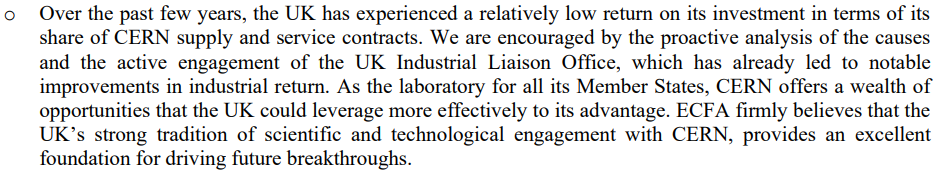 o Over the past few years, the UK has experienced a relatively low return on its investment in terms of its
share of CERN supply and service contracts. We are encouraged by the proactive analysis of the causes
and the active engagement of the UK Industrial Liaison Office, which has already led to notable
improvements in industrial return. As the laboratory for all its Member States, CERN offers a wealth of
opportunities that the UK could leverage more effectively to its advantage. ECFA firmly believes that the
UK's strong tradition of scientific and technological engagement with CERN, provides an excellent
foundation for driving future breakthroughs.